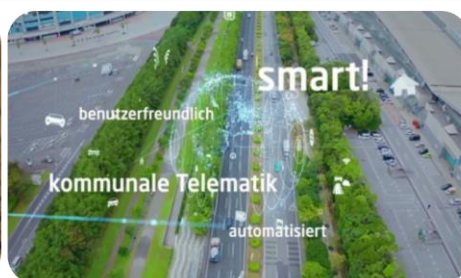 smart!
benutzerfreundlich
kommunale Telematik
automatisiert